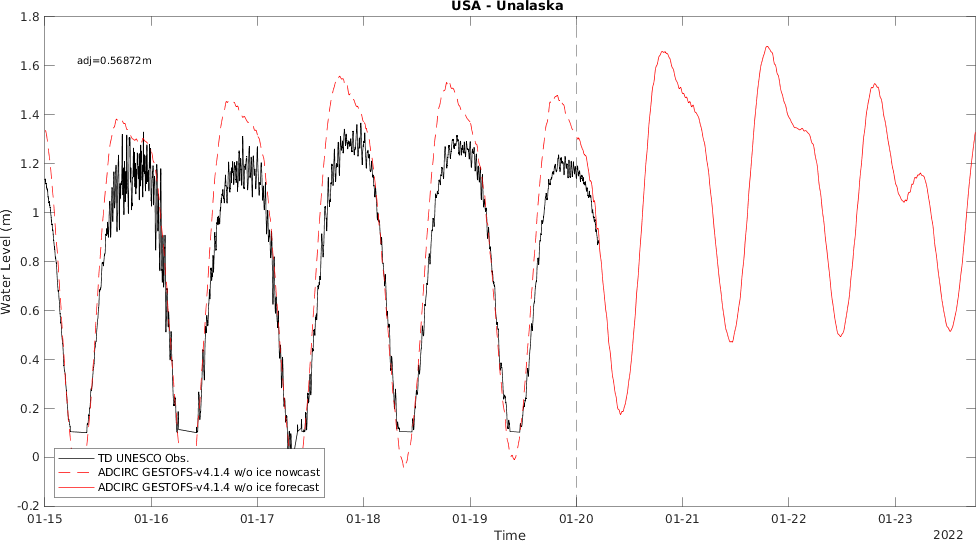 USA - Unalaska
adj=0.56872m
Water Level (m)
1.8
1.6
1.4
1.2
1
0.8
0.6
0.4
0.2
0
-0.2
TD UNESCO Obs.
ADCIRC GESTOFS-v4.1.4 w/o ice nowcast
ADCIRC GESTOFS-v4.1.4 w/o ice forecast
01-15 01-16 01-17 01-18 01-19 01-20 01-21 01-22 01-23
Time
2022